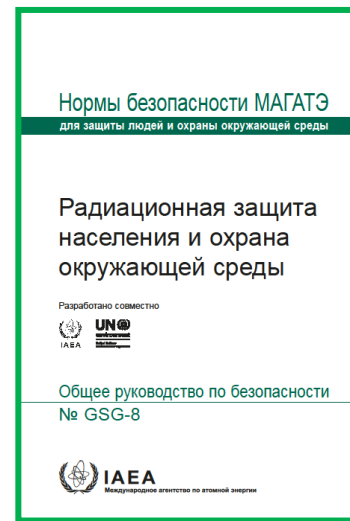 Нормы безопасности МАГАТЭ
для защиты людей и охраны окружающей среды
Радиационная защита
населения и охрана
окружающей среды
Разработано совместно
IAEA
UN
environment
Общее руководство по безопасности
№ GSG-8
IAEA
Международное агентство по атомной энергии